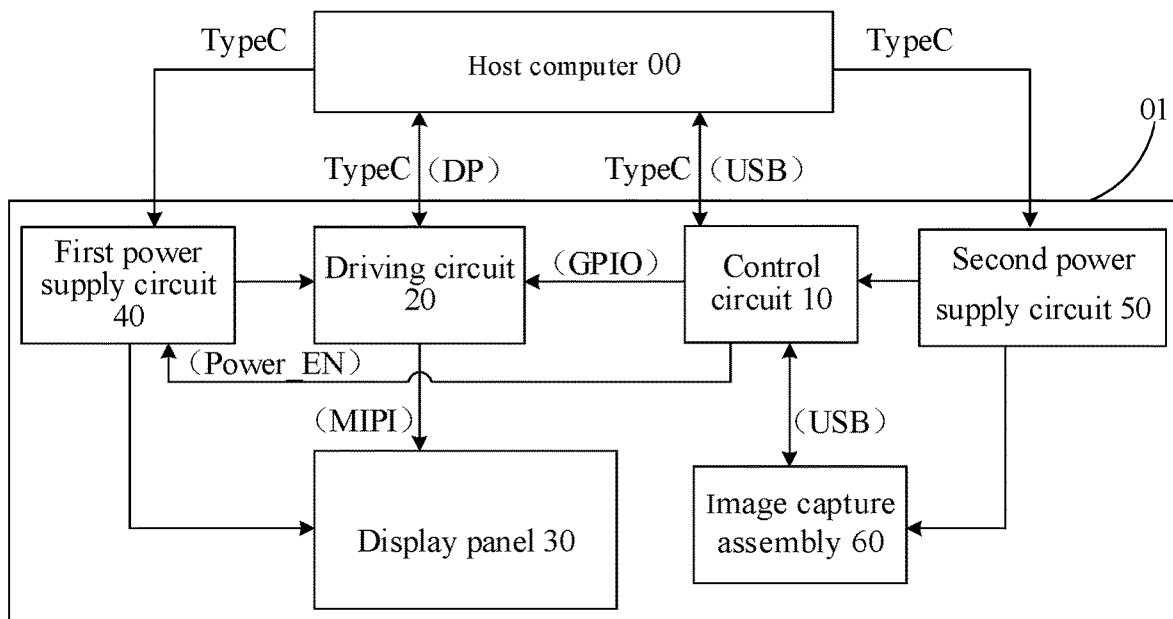 TypeC
Host computer 00
TypeC
01
TypeC
（DP）
TypeC
（USB）
First power
supply circuit
40
Driving circuit
20
（GPIO）
Control
circuit 10
Second power
supply circuit 50
（Power_EN）
（MIPI）
（USB）
Display panel 30
Image capture
assembly 60